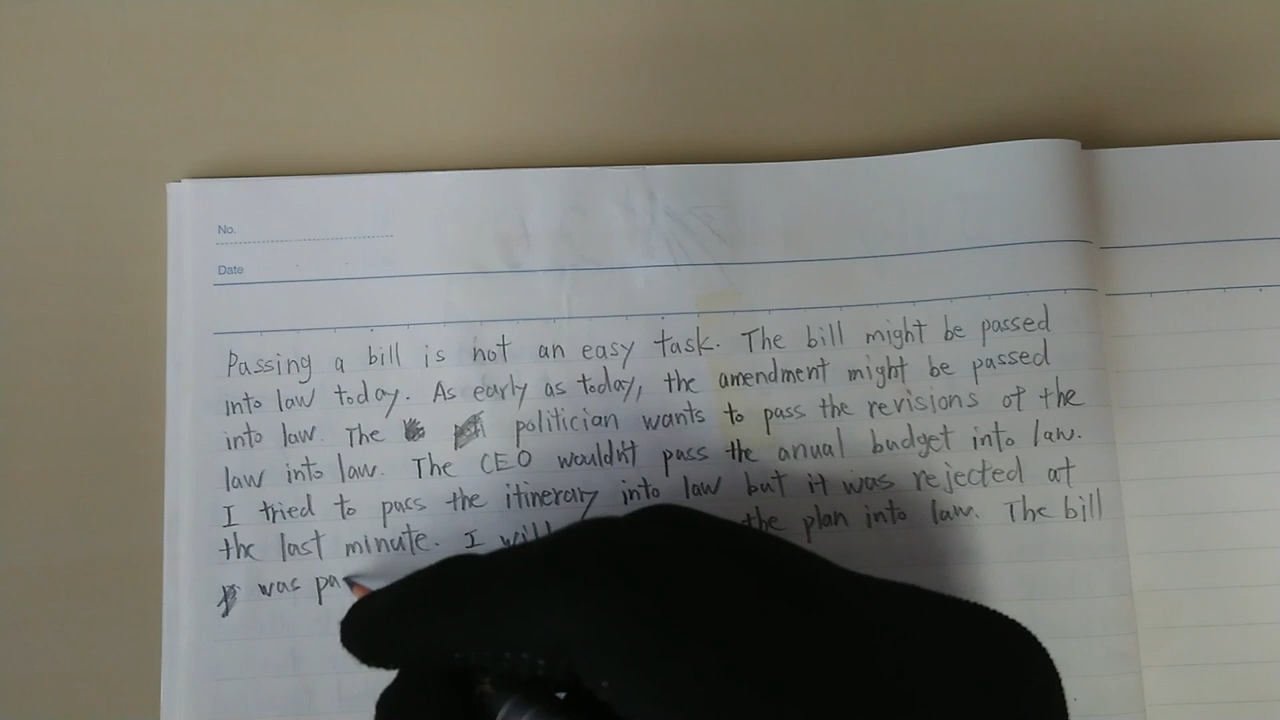 No.
Date
Passing a bill is not an easy task. The bill might be passed
into law today. As early as today, the amendment might be passed
into law. The politician wants to pass the revisions of the
law into law. The CEO wouldn't pass the anual budget into law.
I tried to pass the itinerary into law but it was rejected at
the last minute. I will the plan into law. The bill
was pa